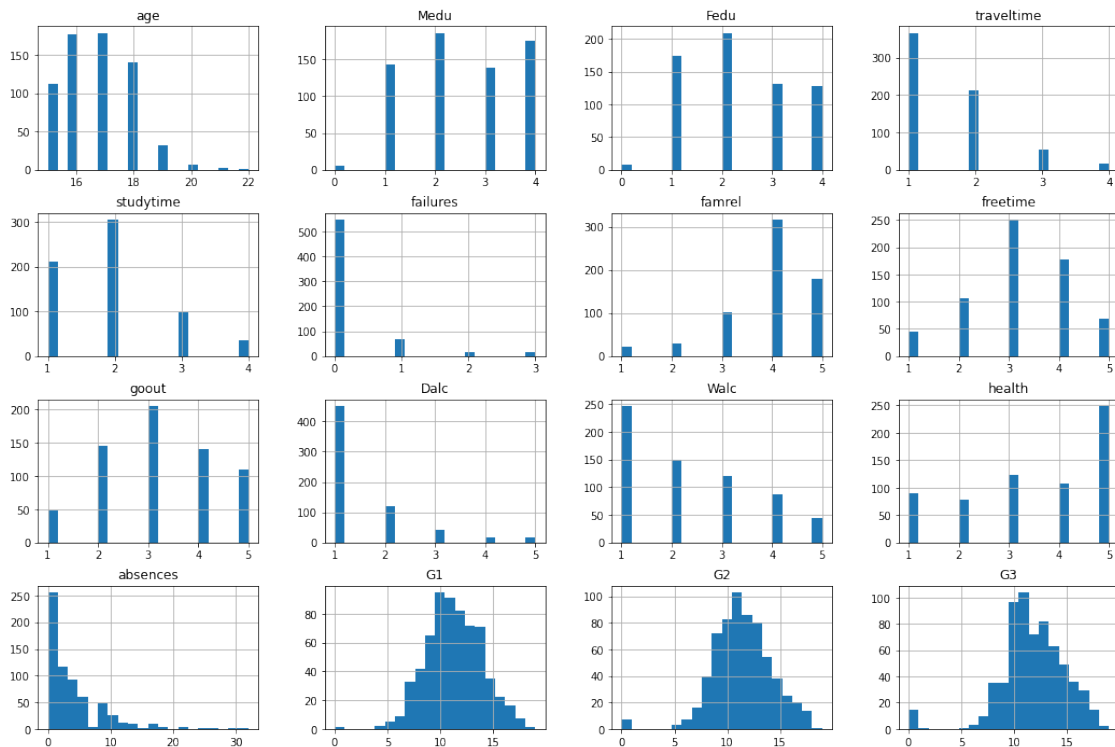 age Medu Fedu traveltime
150 100 50 0
16 18 20 22
150 100 50 0
0 1 2 3 4
200 150 100 50 0
0 1 2 3 4
300 200 100 0
1 2 3 4
studytime failures famrel freetime
300 200 100 0
1 2 3 4
500 400 300 200 100 0
0 1 2 3
300 200 100 0
1 2 3 4 5
250 200 150 100 50 0
1 2 3 4 5
goout Dalc Walc health
200 150 100 50 0
1 2 3 4 5
400 300 200 100 0
1 2 3 4 5
250 200 150 100 50 0
1 2 3 4 5
250 200 150 100 50 0
1 2 3 4 5
absences G1 G2 G3
250 200 150 100 50 0
0 10 20 30
80 60 40 20 0
0 5 10 15
100 80 60 40 20 0
0 5 10 15
100 80 60 40 20 0
0 5 10 15